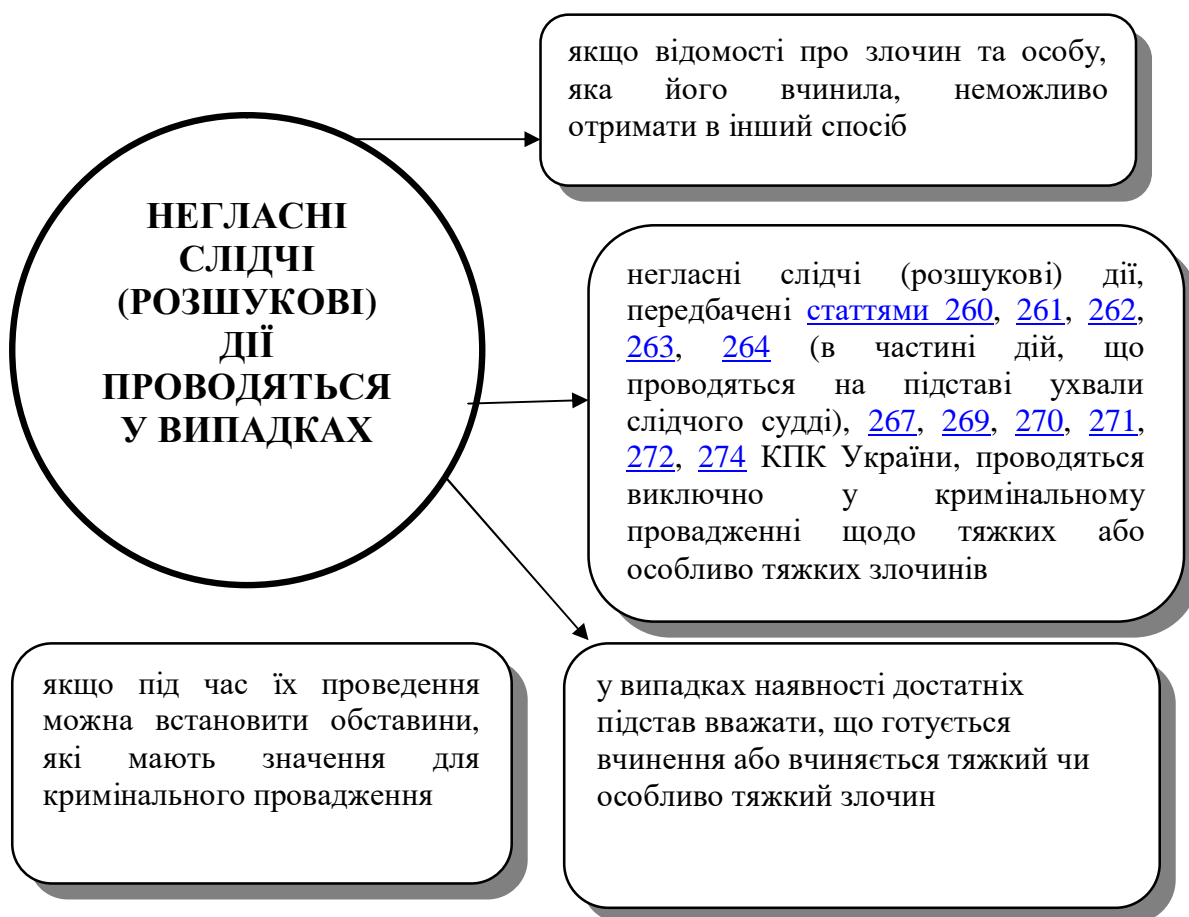 якщо відомості про злочин та особу,
яка його вчинила, неможливо
отримати в інший спосіб
НЕГЛАСНІ
СЛІДЧІ
(РОЗШУКОВІ)
ДІЇ
ПРОВОДЯТЬСЯ
У ВИПАДКАХ
негласні слідчі (розшукові) дії,
передбачені статтями 260, 261, 262,
263, 264 (в частині дій, що
проводяться на підставі ухвали
слідчого судді), 267, 269, 270, 271,
272, 274 КПК України, проводяться
виключно у кримінальному
провадженні щодо тяжких або
особливо тяжких злочинів
якщо під час їх проведення
можна встановити обставини,
які мають значення для
кримінального провадження
у випадках наявності достатніх
підстав вважати, що готується
вчинення або вчиняється тяжкий чи
особливо тяжкий злочин